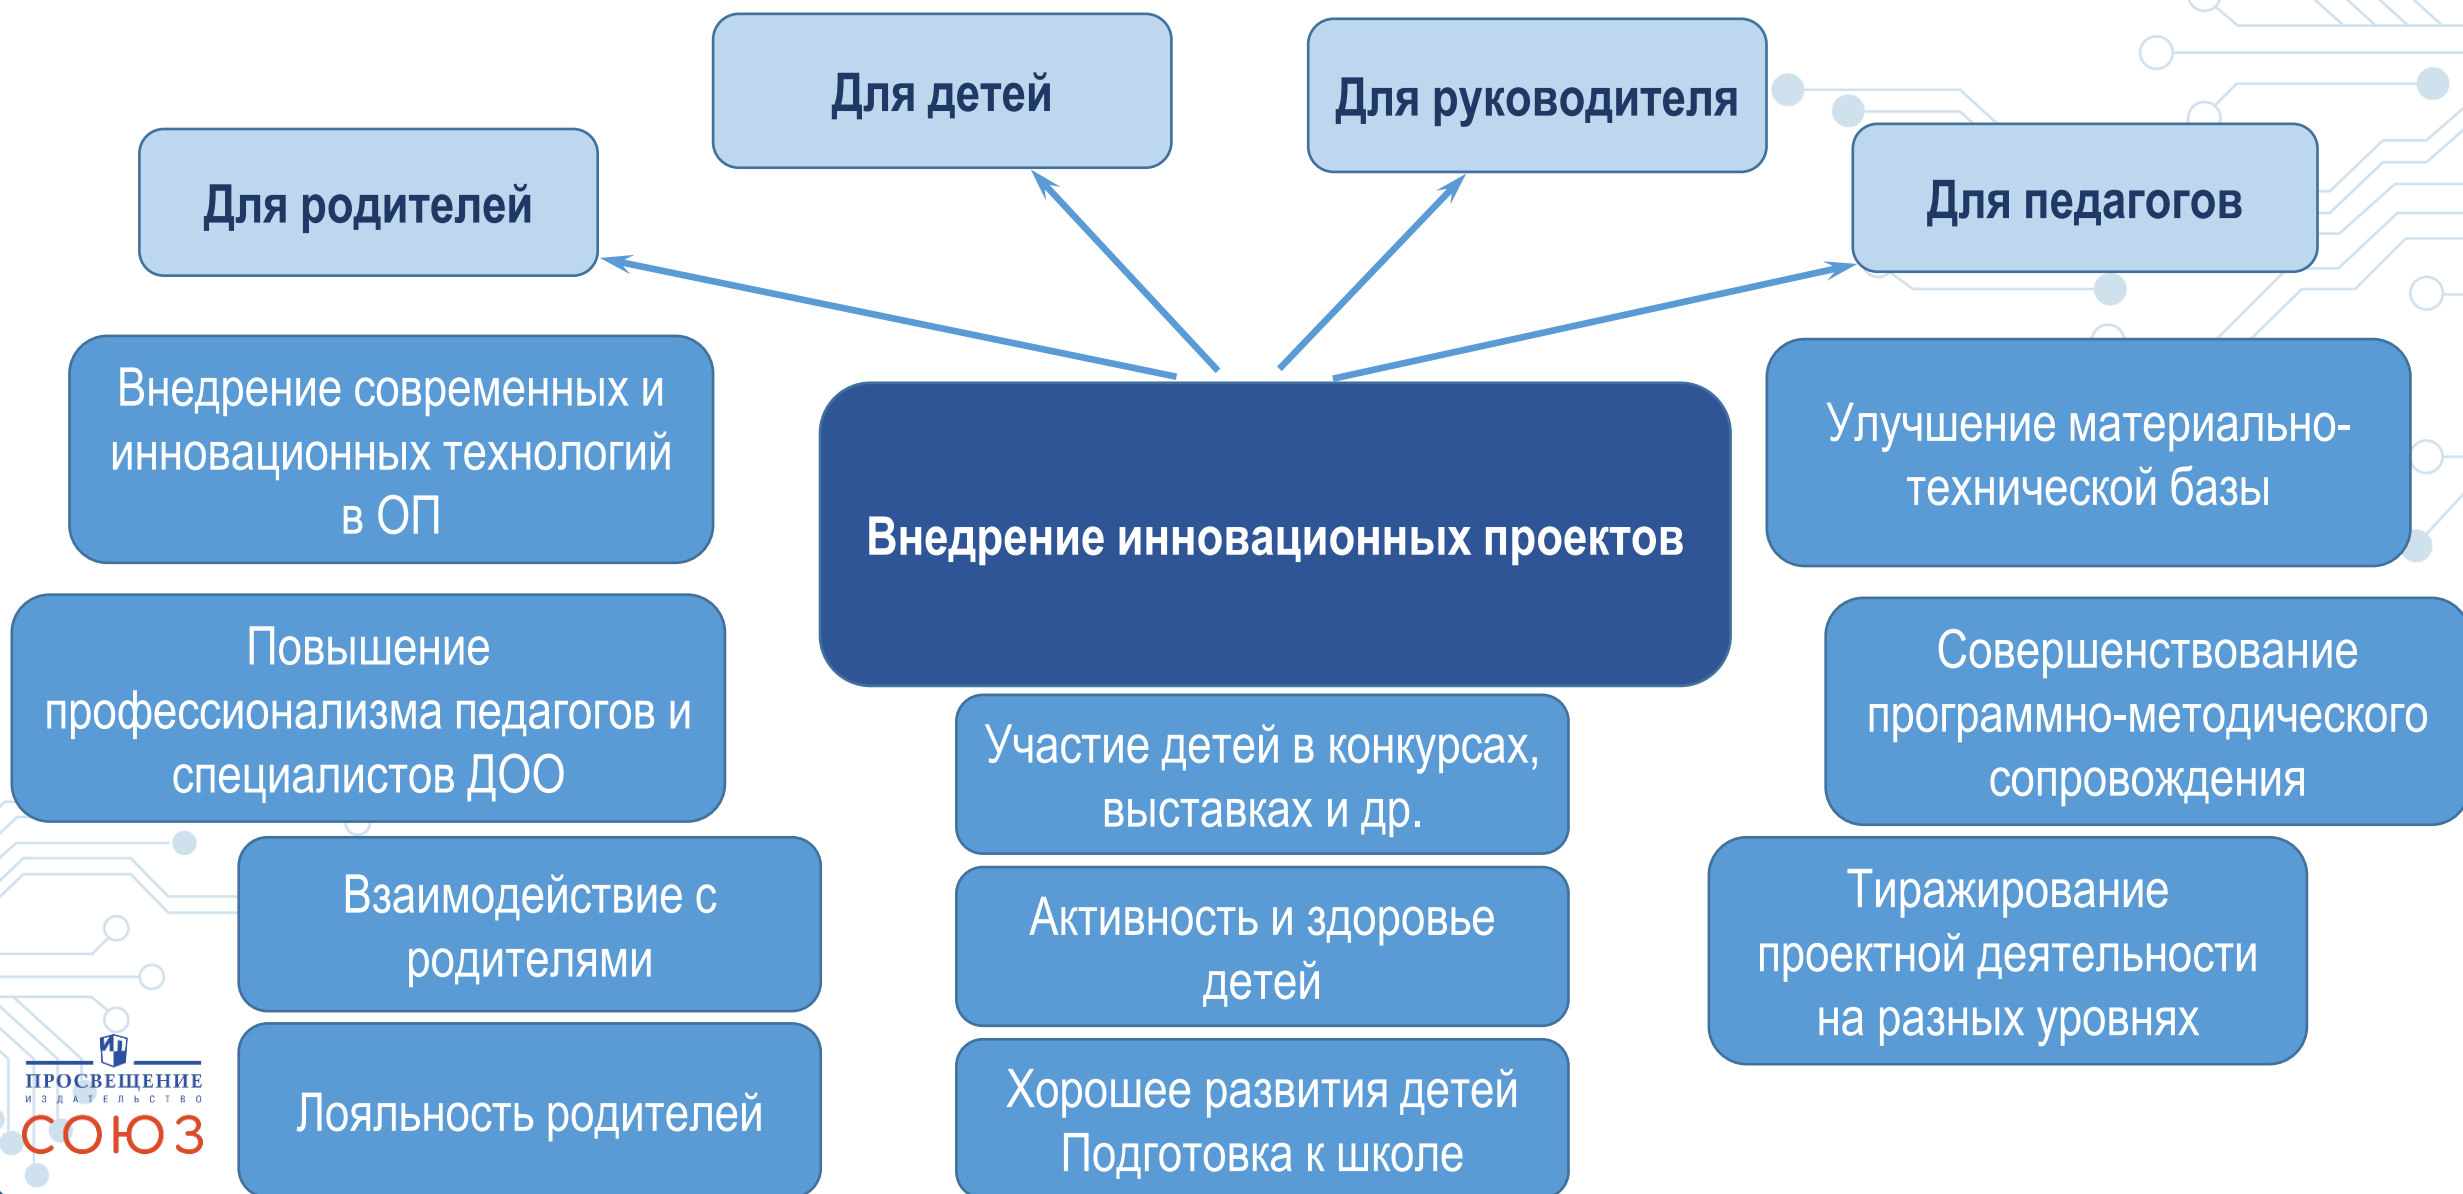 Для детей
Для руководителя
Для родителей
Для педагогов
Внедрение современных и
инновационных технологий
в ОП
Улучшение материально-
технической базы
Внедрение инновационных проектов
Повышение
профессионализма педагогов и
специалистов ДОО
Совершенствование
программно-методического
сопровождения
Участие детей в конкурсах,
выставках и др.
Взаимодействие с
родителями
Активность и здоровье
детей
Тиражирование
проектной деятельности
на разных уровнях
Лояльность родителей
Хорошее развития детей
Подготовка к школе
ИП
ПРОСВЕЩЕНИЕ
ИЗДАТЕЛЬСТВО
СОЮЗ